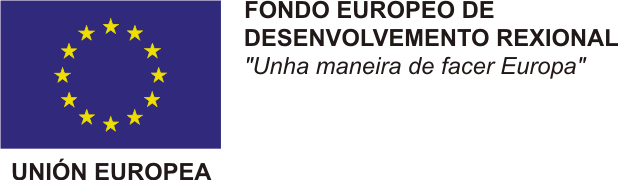 FONDO EUROPEO DE
DESENVOLVEMENTO REXIONAL
"Unha maneira de facer Europa"
UNIÓN EUROPEA